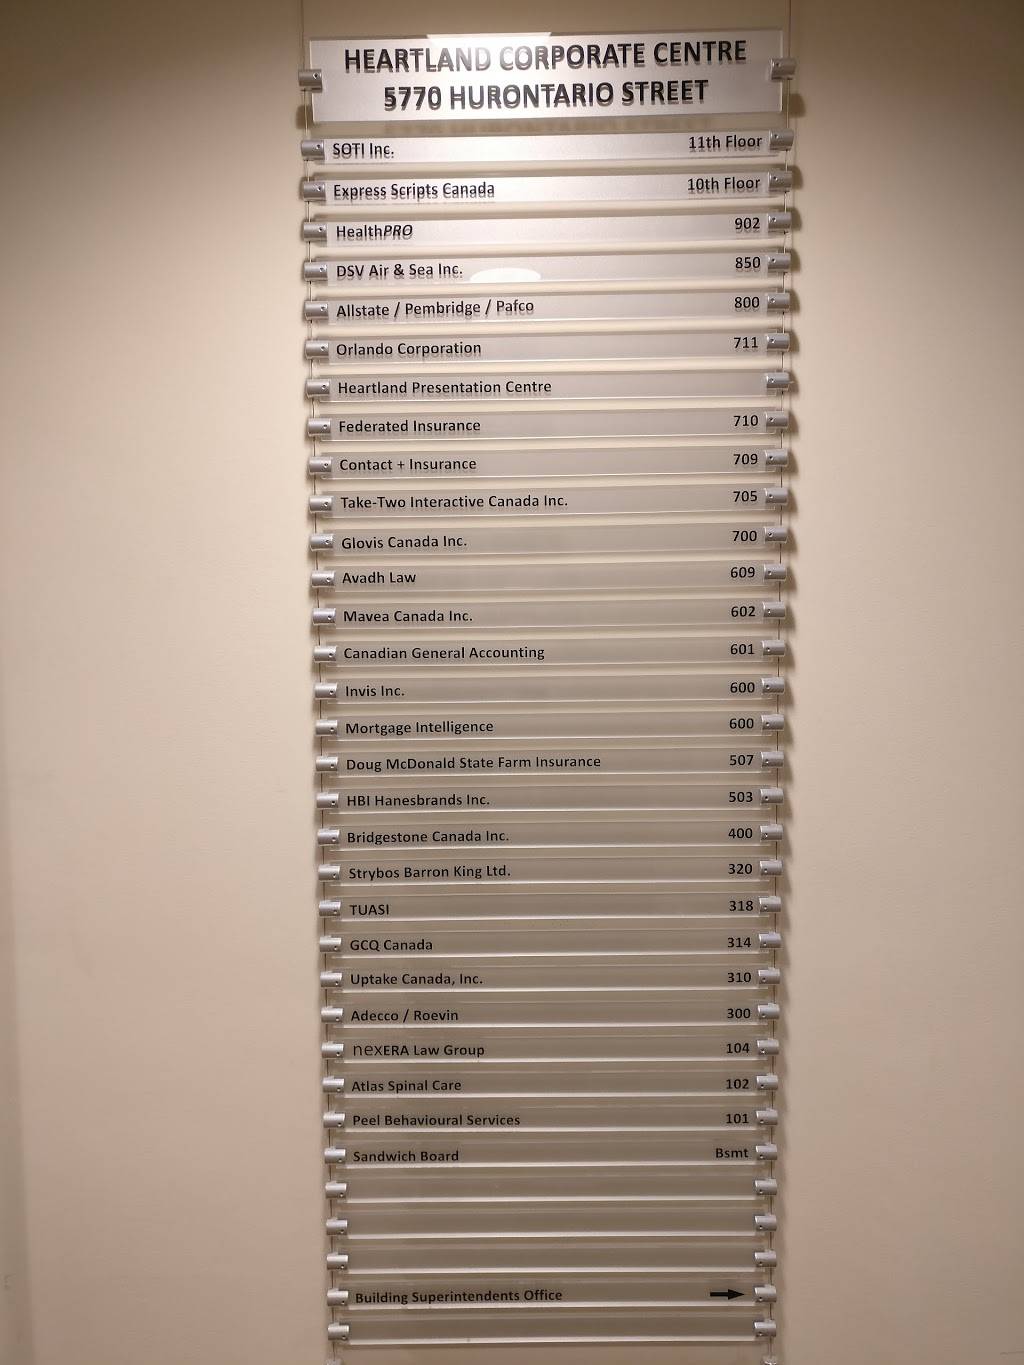 HEARTLAND CORPORATE CENTRE
5770 HURONTARIO STREET
SOTI Inc. 11th Floor
Express Scripts Canada 10th Floor
HealthPRO 902
DSV Air & Sea Inc. 850
Allstate / Pembridge / Pafco 800
Orlando Corporation 711
Heartland Presentation Centre
Federated Insurance 710
Contact + Insurance 709
Take-Two Interactive Canada Inc. 705
Glovis Canada Inc. 700
Avadh Law 609
Mavea Canada Inc. 602
Canadian General Accounting 601
Invis Inc. 600
Mortgage Intelligence 600
Doug McDonald State Farm Insurance 507
HBI Hanesbrands Inc. 503
Bridgestone Canada Inc. 400
Strybos Barron King Ltd. 320
TUASI 318
GCQ Canada 314
Uptake Canada, Inc. 310
Adecco / Roevin 300
nexERA Law Group 104
Atlas Spinal Care 102
Peel Behavioural Services 101
Sandwich Board Bsmt
Building Superintendents Office